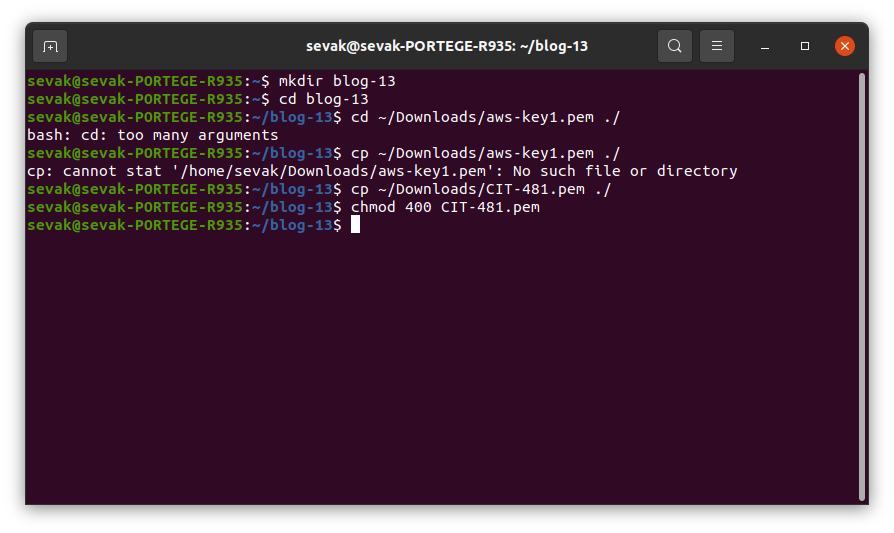 sevak@sevak-PORTEGE-R935: ~/blog-13
sevak@sevak-PORTEGE-R935:~$ mkdir blog-13
sevak@sevak-PORTEGE-R935:~$ cd blog-13
sevak@sevak-PORTEGE-R935:~/blog-13$ cd ~/Downloads/aws-key1.pem ./
bash: cd: too many arguments
sevak@sevak-PORTEGE-R935:~/blog-13$ cp ~/Downloads/aws-key1.pem ./
cp: cannot stat '/home/sevak/Downloads/aws-key1.pem': No such file or directory
sevak@sevak-PORTEGE-R935:~/blog-13$ cp ~/Downloads/CIT-481.pem ./
sevak@sevak-PORTEGE-R935:~/blog-13$ chmod 400 CIT-481.pem
sevak@sevak-PORTEGE-R935:~/blog-13$